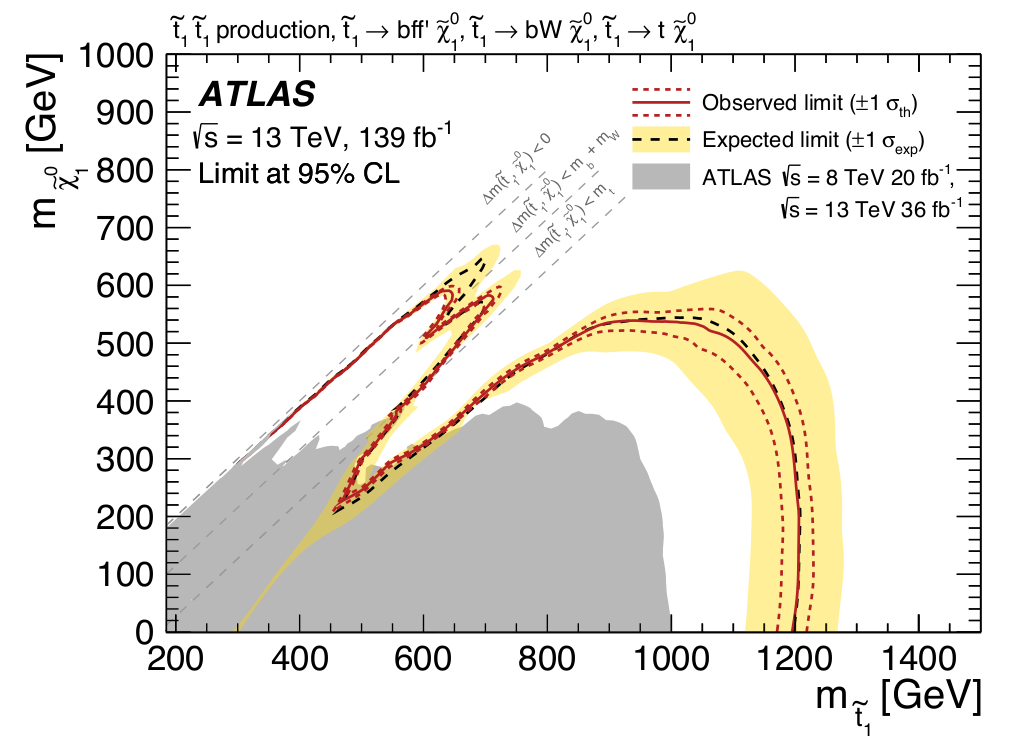 t̃₁ t̃₁ production, t̃₁ → bff' χ̃₁⁰, t̃₁ → bW χ̃₁⁰, t̃₁ → t χ̃₁⁰
m χ̃₁⁰ [GeV]
1000
900
800
700
600
500
400
300
200
100
0
ATLAS
√s = 13 TeV, 139 fb⁻¹
Limit at 95% CL
Observed limit (±1 σ_th)
Expected limit (±1 σ_exp)
ATLAS √s = 8 TeV 20 fb⁻¹,
√s = 13 TeV 36 fb⁻¹
Δm(t̃₁, χ̃₁⁰) < 0
Δm(t̃₁, χ̃₁⁰) < m_b + m_W
Δm(t̃₁, χ̃₁⁰) < m_t
200 400 600 800 1000 1200 1400
m t̃₁ [GeV]